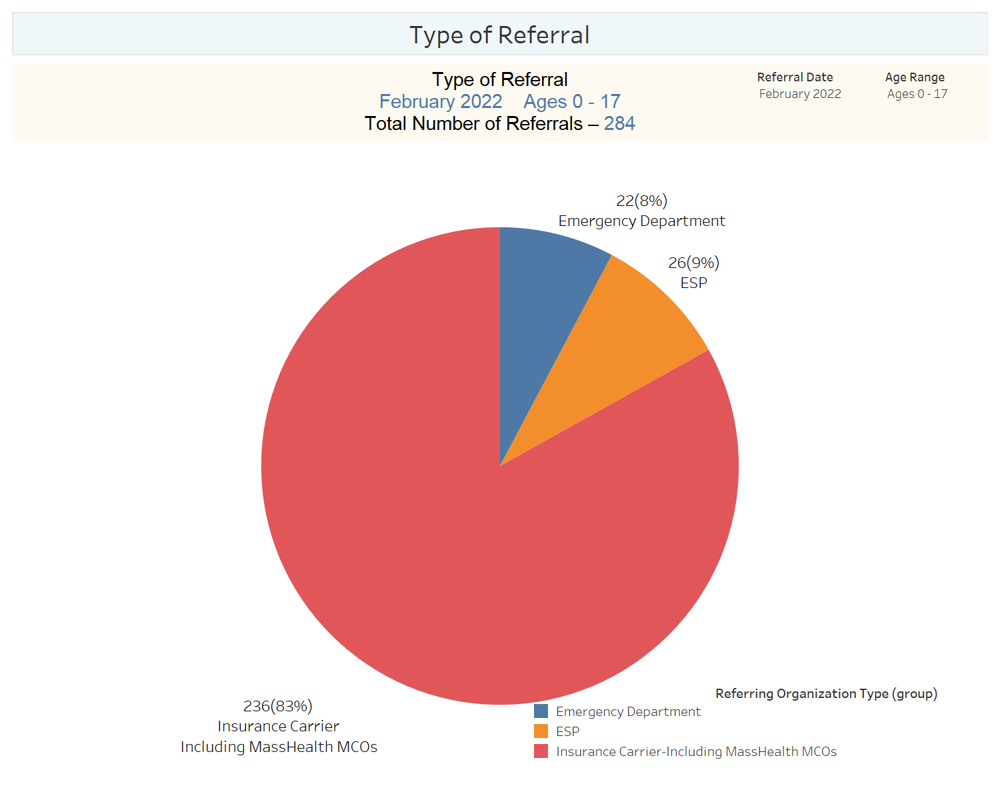 Type of Referral
Type of Referral
February 2022 Ages 0 - 17
Total Number of Referrals – 284
Referral Date
February 2022
Age Range
Ages 0 - 17
22(8%)
Emergency Department
26(9%)
ESP
236(83%)
Insurance Carrier
Including MassHealth MCOs
Referring Organization Type (group)
Emergency Department
ESP
Insurance Carrier-Including MassHealth MCOs